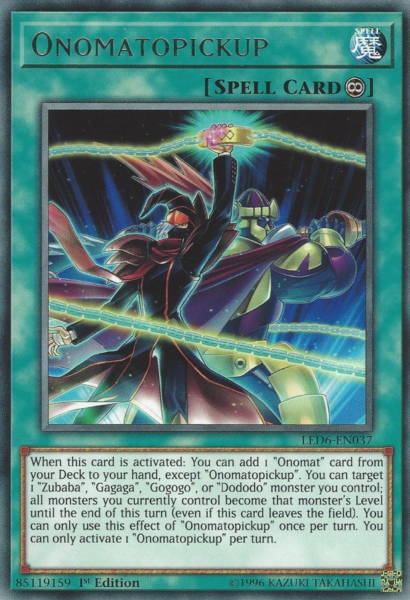 ONOMATOPICKUP
SPELL
魔
[SPELL CARD]
LED6-EN037
When this card is activated: You can add 1 "Onomat" card from
your Deck to your hand, except "Onomatopickup". You can target
1 "Zubaba", "Gagaga", "Gogogo", or "Dododo" monster you control;
all monsters you currently control become that monster's Level
until the end of this turn (even if this card leaves the field). You
can only use this effect of "Onomatopickup" once per turn. You
can only activate 1 "Onomatopickup" per turn.
85119159 1st Edition
©1996 KAZUKI TAKAHASHI